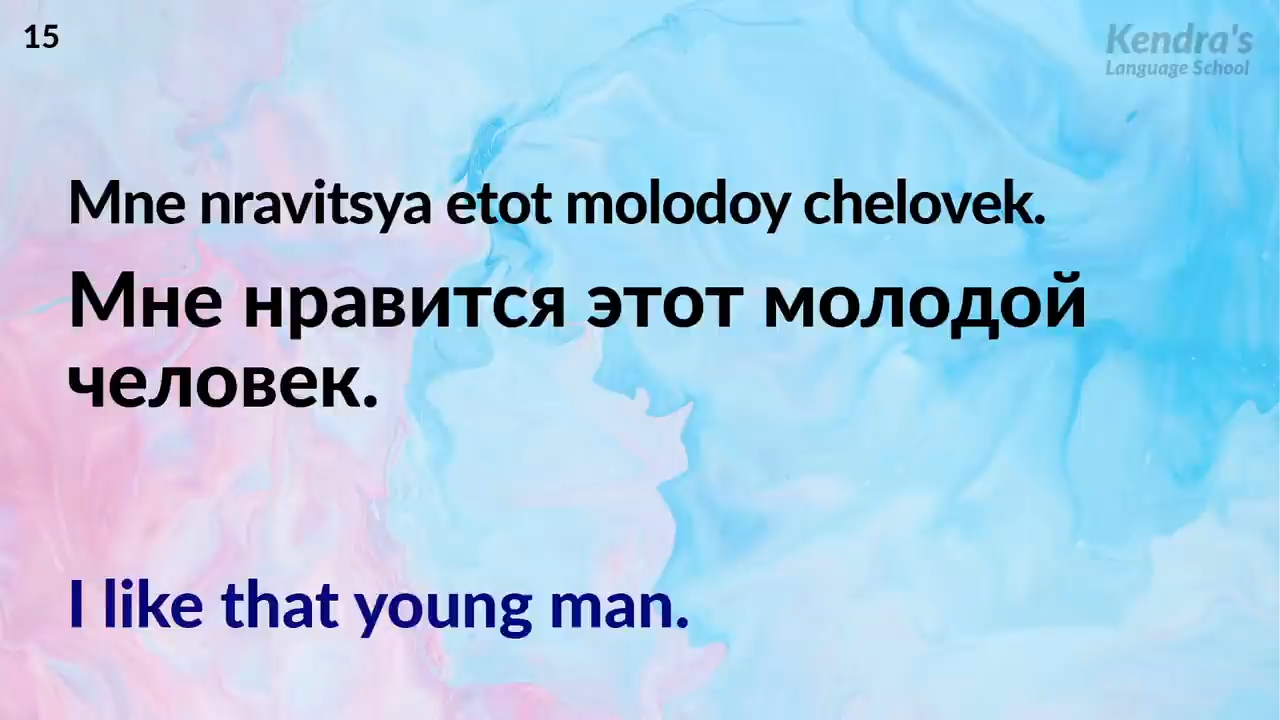 15
Kendra's
Language School
Mne nravitsya etot molodoy chelovek.
Мне нравится этот молодой
человек.
I like that young man.